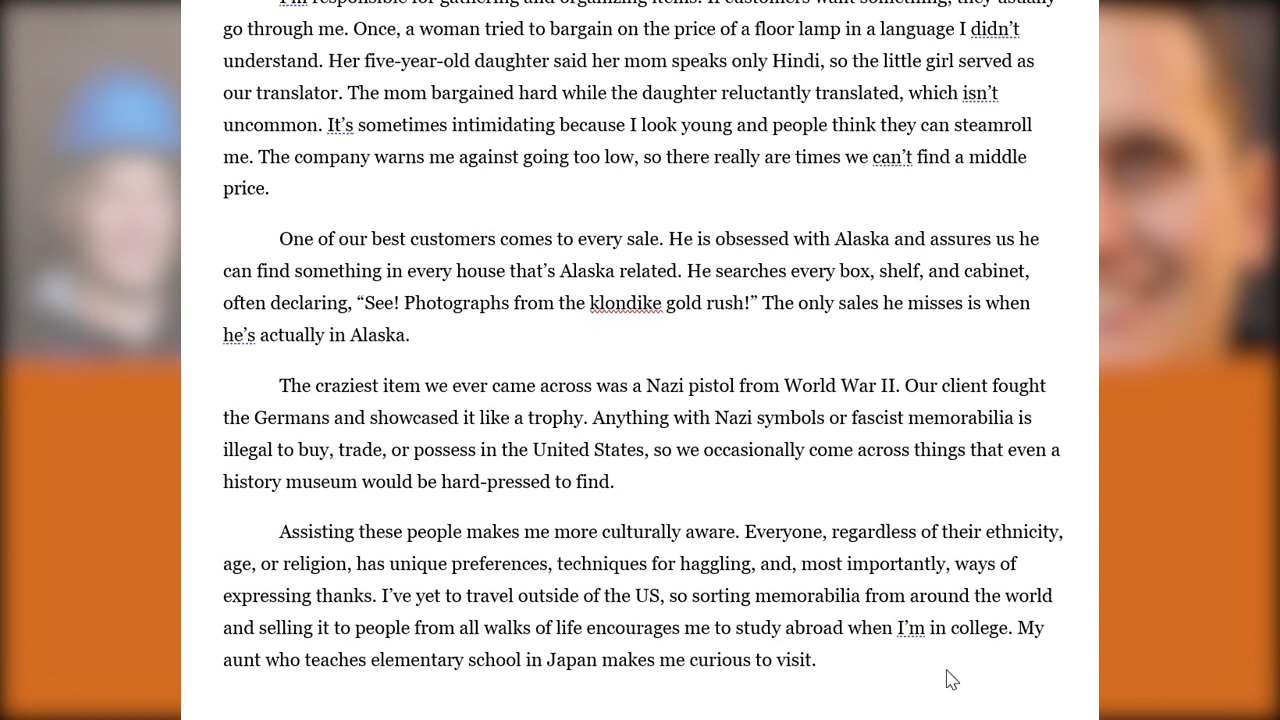 I'm responsible for gathering and organizing items. If customers want something, they usually
go through me. Once, a woman tried to bargain on the price of a floor lamp in a language I didn’t
understand. Her five-year-old daughter said her mom speaks only Hindi, so the little girl served as
our translator. The mom bargained hard while the daughter reluctantly translated, which isn’t
uncommon. It’s sometimes intimidating because I look young and people think they can steamroll
me. The company warns me against going too low, so there really are times we can’t find a middle
price.
One of our best customers comes to every sale. He is obsessed with Alaska and assures us he
can find something in every house that’s Alaska related. He searches every box, shelf, and cabinet,
often declaring, “See! Photographs from the klondike gold rush!” The only sales he misses is when
he’s actually in Alaska.
The craziest item we ever came across was a Nazi pistol from World War II. Our client fought
the Germans and showcased it like a trophy. Anything with Nazi symbols or fascist memorabilia is
illegal to buy, trade, or possess in the United States, so we occasionally come across things that even a
history museum would be hard-pressed to find.
Assisting these people makes me more culturally aware. Everyone, regardless of their ethnicity,
age, or religion, has unique preferences, techniques for haggling, and, most importantly, ways of
expressing thanks. I’ve yet to travel outside of the US, so sorting memorabilia from around the world
and selling it to people from all walks of life encourages me to study abroad when I’m in college. My
aunt who teaches elementary school in Japan makes me curious to visit.